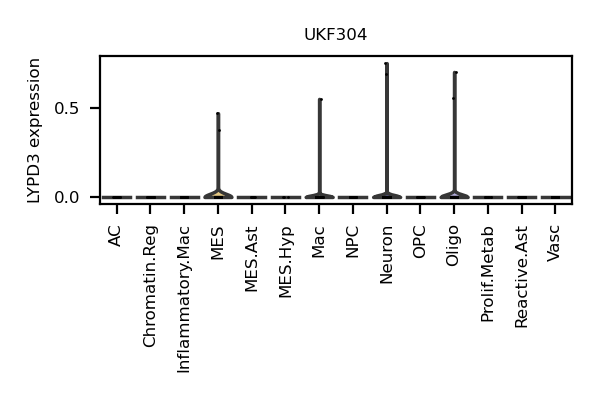 UKF304
LYPD3 expression
0.5
0.0
AC
Chromatin.Reg
Inflammatory.Mac
MES
MES.Ast
MES.Hyp
Mac
NPC
Neuron
OPC
Oligo
Prolif.Metab
Reactive.Ast
Vasc